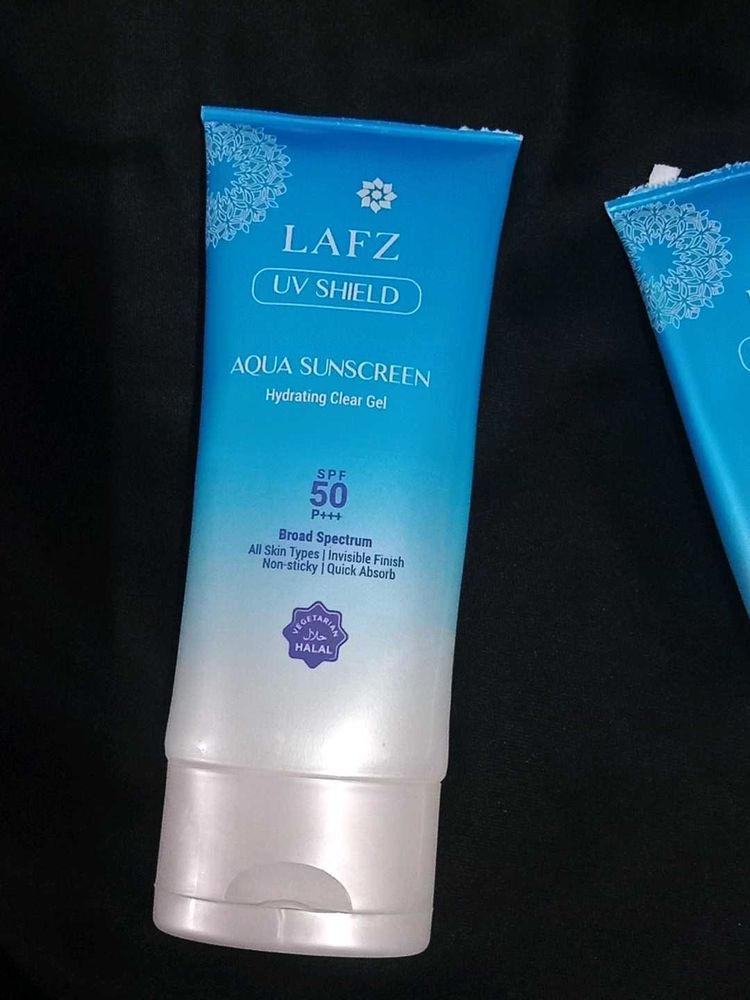 LAFZ
UV SHIELD
AQUA SUNSCREEN
Hydrating Clear Gel
SPF
50
P+++
Broad Spectrum
All Skin Types | Invisible Finish
Non-sticky | Quick Absorb
VEGETARIAN
حلال
HALAL